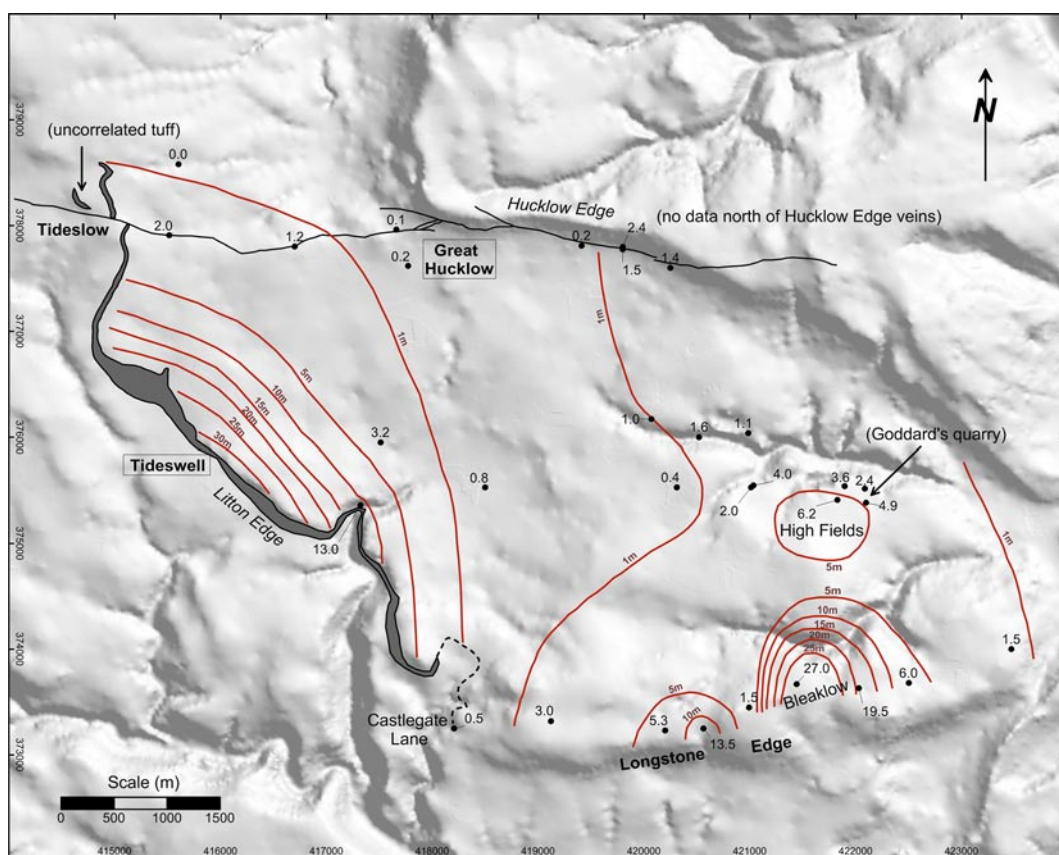 379000
N
(uncorrelated tuff)
0.0
Hucklow Edge
(no data north of Hucklow Edge veins)
378000
Tideslow
2.0
1.2
0.1
0.2
2.4
Great
Hucklow
0.2
1.5
1.4
377000
1m
1m
5m
10m
15m
20m
25m
30m
3.2
1.0
1.6
1.1
(Goddard's quarry)
376000
Tideswell
Litton Edge
0.8
0.4
4.0
2.0
3.6
2.4
6.2
4.9
High Fields
13.0
375000
5m
1m
1m
5m
10m
15m
20m
25m
374000
27.0
Bleaklow
6.0
1.5
19.5
1.5
Castlegate
Lane
0.5
3.0
5m
10m
5.3
13.5
Longstone Edge
373000
Scale (m)
0 500 1000 1500
415000 416000 417000 418000 419000 420000 421000 422000 423000